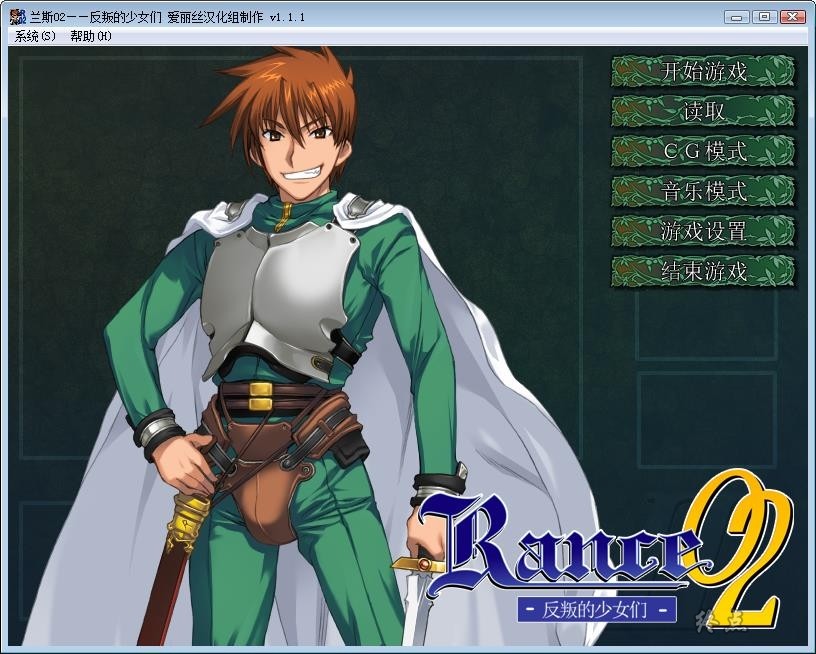 兰斯02——反叛的少女们 爱丽丝汉化组制作 v1.1.1
系统(S) 帮助(H)
开始游戏
读取
CG模式
音乐模式
游戏设置
结束游戏
Rance 02
- 反叛的少女们 -
终点